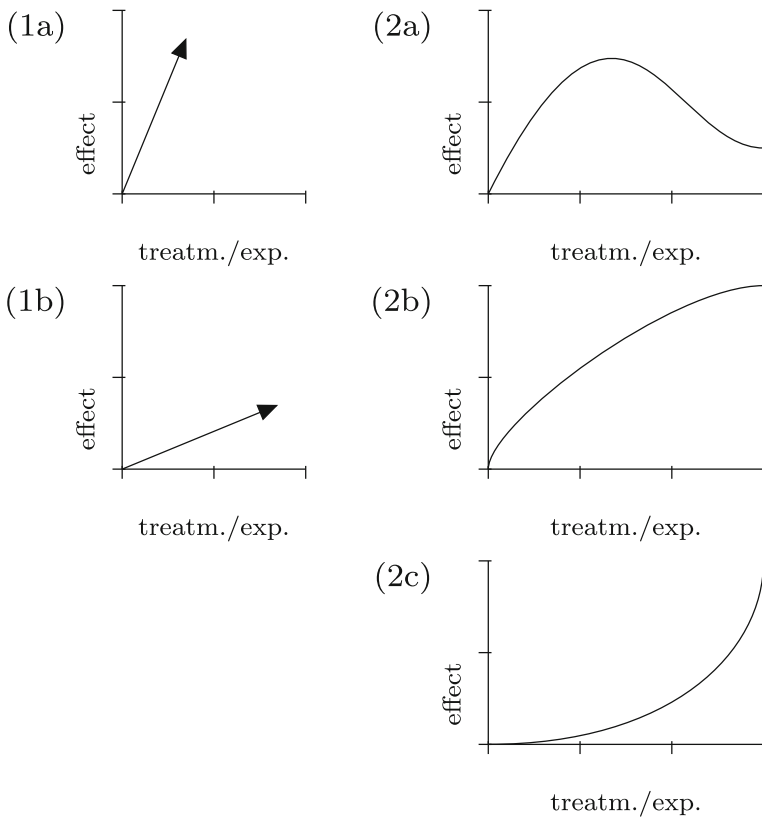 (1a)
effect
treatm./exp.
(2a)
effect
treatm./exp.
(1b)
effect
treatm./exp.
(2b)
effect
treatm./exp.
(2c)
effect
treatm./exp.